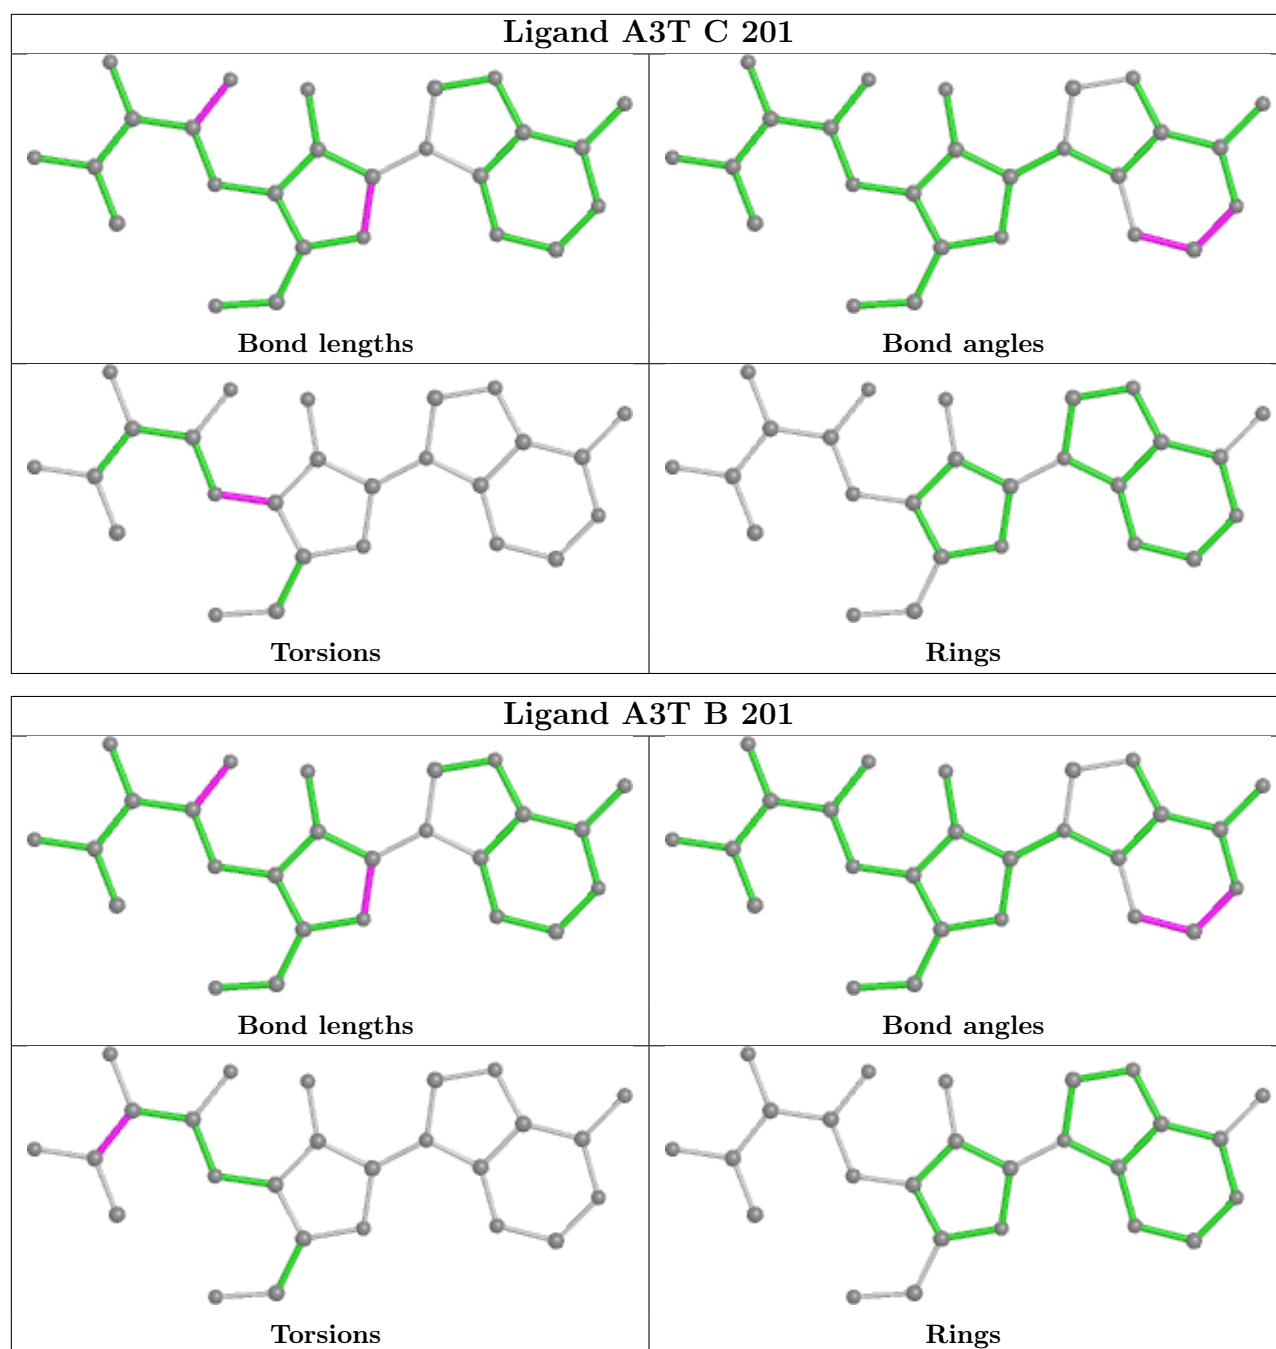 Ligand A3T C 201
Bond lengths
Bond angles
Torsions
Rings
Ligand A3T B 201
Bond lengths
Bond angles
Torsions
Rings